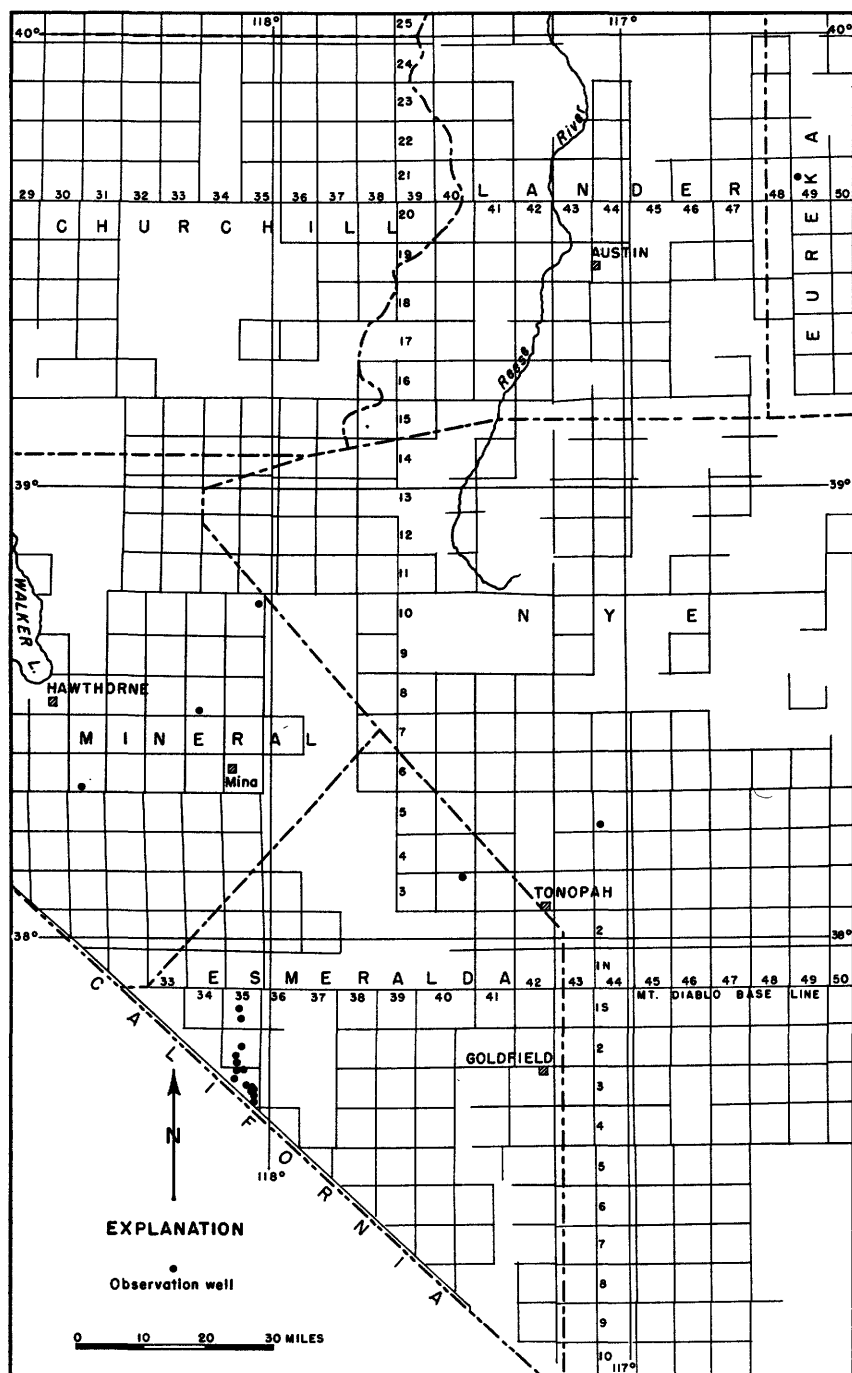 118° 25 117°
40° 40°
24
23
22
21
River
L A N D E R
29 30 31 32 33 34 35 36 37 38 39 40 41 42 43 44 45 46 47 48 49 50
C H U R C H I L L
20
E U R E K A
19
AUSTIN
18
17
16
Reese
15
14
39° 39°
13
12
11
WALKER L.
10
N Y E
9
8
HAWTHORNE
7
M I N E R A L
6
Mina
5
4
3
TONOPAH
38° 2 38°
IN
E S M E R A L D A
33 34 35 36 37 38 39 40 41 42 43 44 45 46 47 48 49 50
IS MT. DIABLO BASE LINE
C A L I F O R N I A
2
GOLDFIELD
3
4
N
5
118°
6
EXPLANATION
7
Observation well
8
9
0 10 20 30 MILES
10 117°